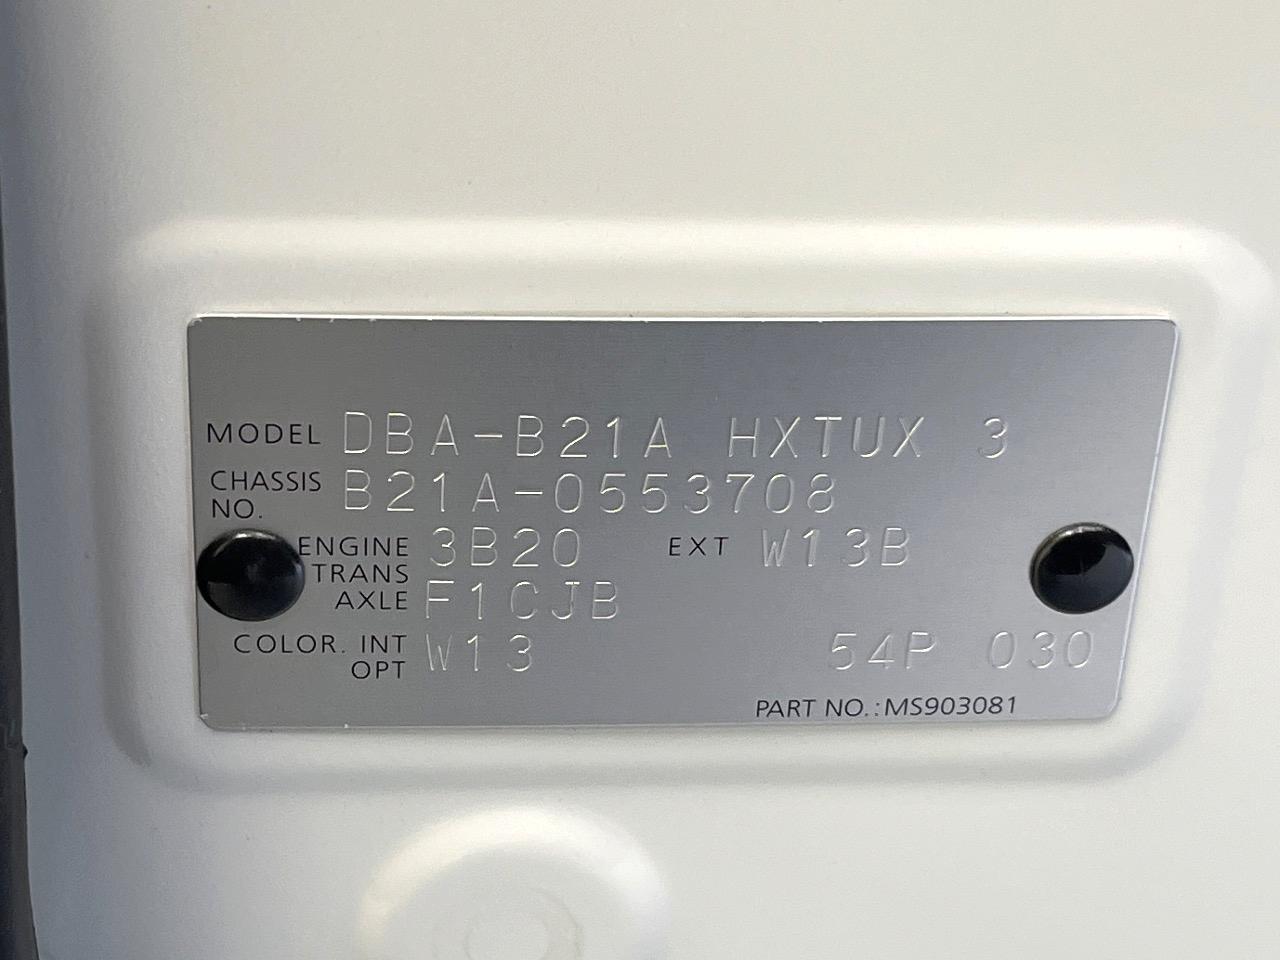 MODEL DBA-B21A HXTUX 3
CHASSIS NO. B21A-0553708
ENGINE 3B20 EXT W13B
TRANS AXLE F1CJB
COLOR. INT OPT W13 54P 030
PART NO.:MS903081